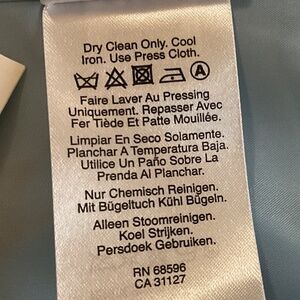 Dry Clean Only. Cool
Iron. Use Press Cloth.
A
Faire Laver Au Pressing
Uniquement. Repasser Avec
Fer Tiède Et Patte Mouillée.
Limpiar En Seco Solamente.
Planchar A Temperatura Baja.
Utilice Un Paño Sobre La
Prenda Al Planchar.
Nur Chemisch Reinigen.
Mit Bügeltuch Kühl Bügeln.
Alleen Stoomreinigen.
Koel Strijken.
Persdoek Gebruiken.
RN 68596
CA 31127